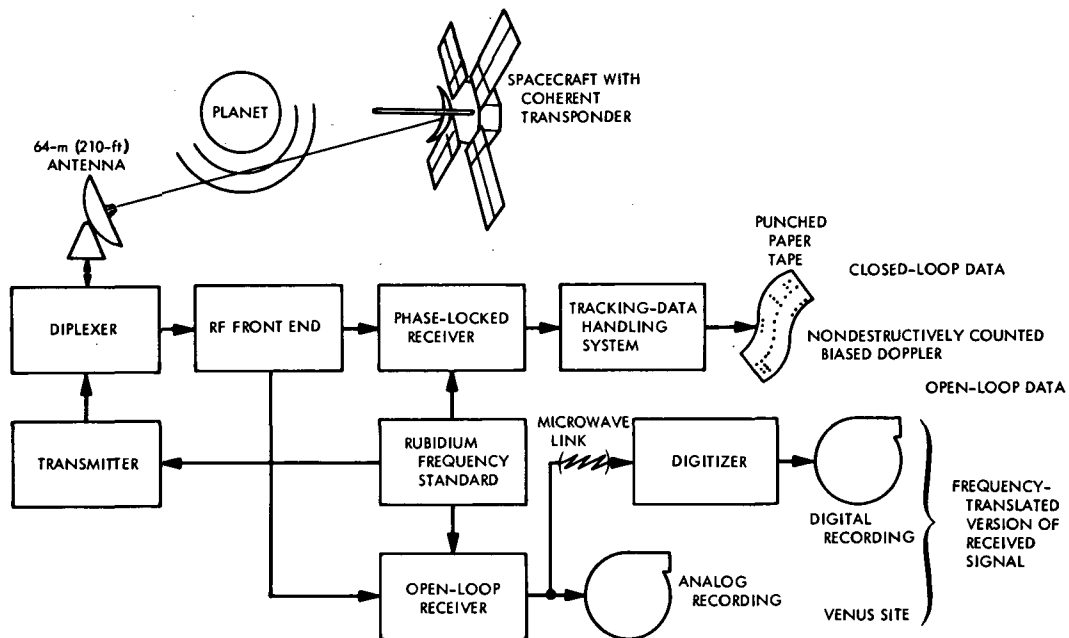 PLANET
SPACECRAFT WITH
COHERENT
TRANSPONDER
64-m (210-ft)
ANTENNA
PUNCHED
PAPER
TAPE
CLOSED-LOOP DATA
DIPLEXER
RF FRONT END
PHASE-LOCKED
RECEIVER
TRACKING-DATA
HANDLING
SYSTEM
NONDESTRUCTIVELY COUNTED
BIASED DOPPLER
OPEN-LOOP DATA
TRANSMITTER
RUBIDIUM
FREQUENCY
STANDARD
MICROWAVE
LINK
DIGITIZER
DIGITAL
RECORDING
FREQUENCY-
TRANSLATED
VERSION OF
RECEIVED
SIGNAL
OPEN-LOOP
RECEIVER
ANALOG
RECORDING
VENUS SITE